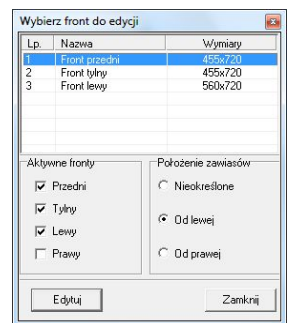 Wybierz front do edycji
Lp. Nazwa Wymiary
1 Front przedni 455x720
2 Front tylny 455x720
3 Front lewy 560x720
Aktywne fronty
Przedni
Tylny
Lewy
Prawy
Położenie zawiasów
Nieokreślone
Od lewej
Od prawej
Edytuj Zamknij